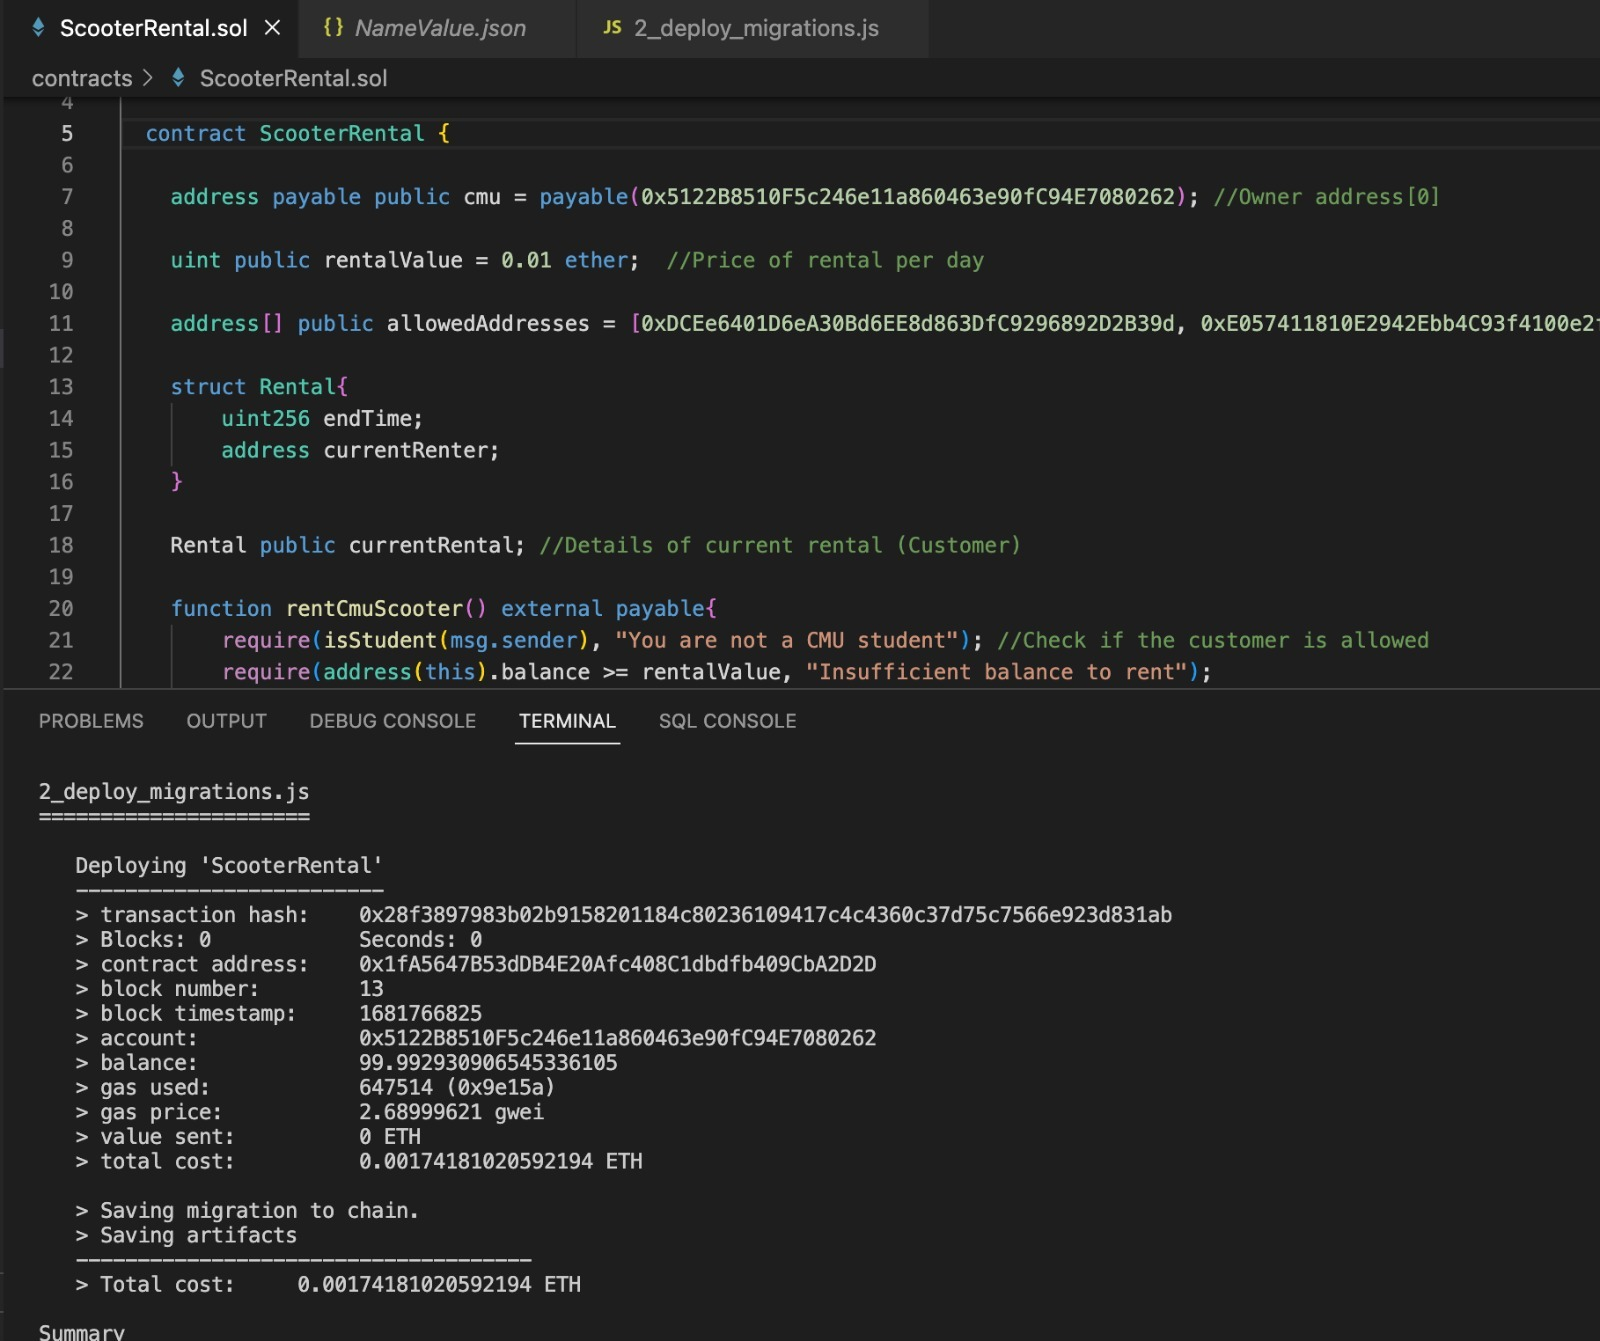 ScooterRental.sol
{} NameValue.json
JS 2_deploy_migrations.js
contracts > ScooterRental.sol
4
5 contract ScooterRental {
6
7 address payable public cmu = payable(0x5122B8510F5c246e11a860463e90fC94E7080262); //Owner address[0]
8
9 uint public rentalValue = 0.01 ether; //Price of rental per day
10
11 address[] public allowedAddresses = [0xDCEe6401D6eA30Bd6EE8d863DfC9296892D2B39d, 0xE057411810E2942Ebb4C93f4100e2
12
13 struct Rental{
14 uint256 endTime;
15 address currentRenter;
16 }
17
18 Rental public currentRental; //Details of current rental (Customer)
19
20 function rentCmuScooter() external payable{
21 require(isStudent(msg.sender), "You are not a CMU student"); //Check if the customer is allowed
22 require(address(this).balance >= rentalValue, "Insufficient balance to rent");
PROBLEMS OUTPUT DEBUG CONSOLE TERMINAL SQL CONSOLE
2_deploy_migrations.js
======================
Deploying 'ScooterRental'
-------------------------
> transaction hash: 0x28f3897983b02b9158201184c80236109417c4c4360c37d75c7566e923d831ab
> Blocks: 0 Seconds: 0
> contract address: 0x1fA5647B53dDB4E20Afc408C1dbdfb409CbA2D2D
> block number: 13
> block timestamp: 1681766825
> account: 0x5122B8510F5c246e11a860463e90fC94E7080262
> balance: 99.992930906545336105
> gas used: 647514 (0x9e15a)
> gas price: 2.68999621 gwei
> value sent: 0 ETH
> total cost: 0.00174181020592194 ETH
> Saving migration to chain.
> Saving artifacts
-------------------------------------
> Total cost: 0.00174181020592194 ETH
Summary